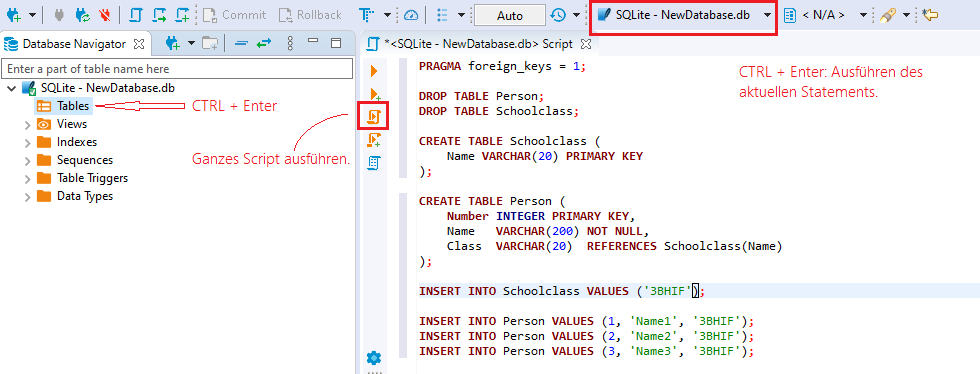 Commit
Rollback
Auto
SQLite - NewDatabase.db
< N/A >
Database Navigator
*<SQLite - NewDatabase.db> Script
Enter a part of table name here
SQLite - NewDatabase.db
Tables
CTRL + Enter
Views
Indexes
Ganzes Script ausführen.
Sequences
Table Triggers
Data Types
CTRL + Enter: Ausführen des
aktuellen Statements.
PRAGMA foreign_keys = 1;
DROP TABLE Person;
DROP TABLE Schoolclass;
CREATE TABLE Schoolclass (
Name VARCHAR(20) PRIMARY KEY
);
CREATE TABLE Person (
Number INTEGER PRIMARY KEY,
Name   VARCHAR(200) NOT NULL,
Class  VARCHAR(20)  REFERENCES Schoolclass(Name)
);
INSERT INTO Schoolclass VALUES ('3BHIF');
INSERT INTO Person VALUES (1, 'Name1', '3BHIF');
INSERT INTO Person VALUES (2, 'Name2', '3BHIF');
INSERT INTO Person VALUES (3, 'Name3', '3BHIF');